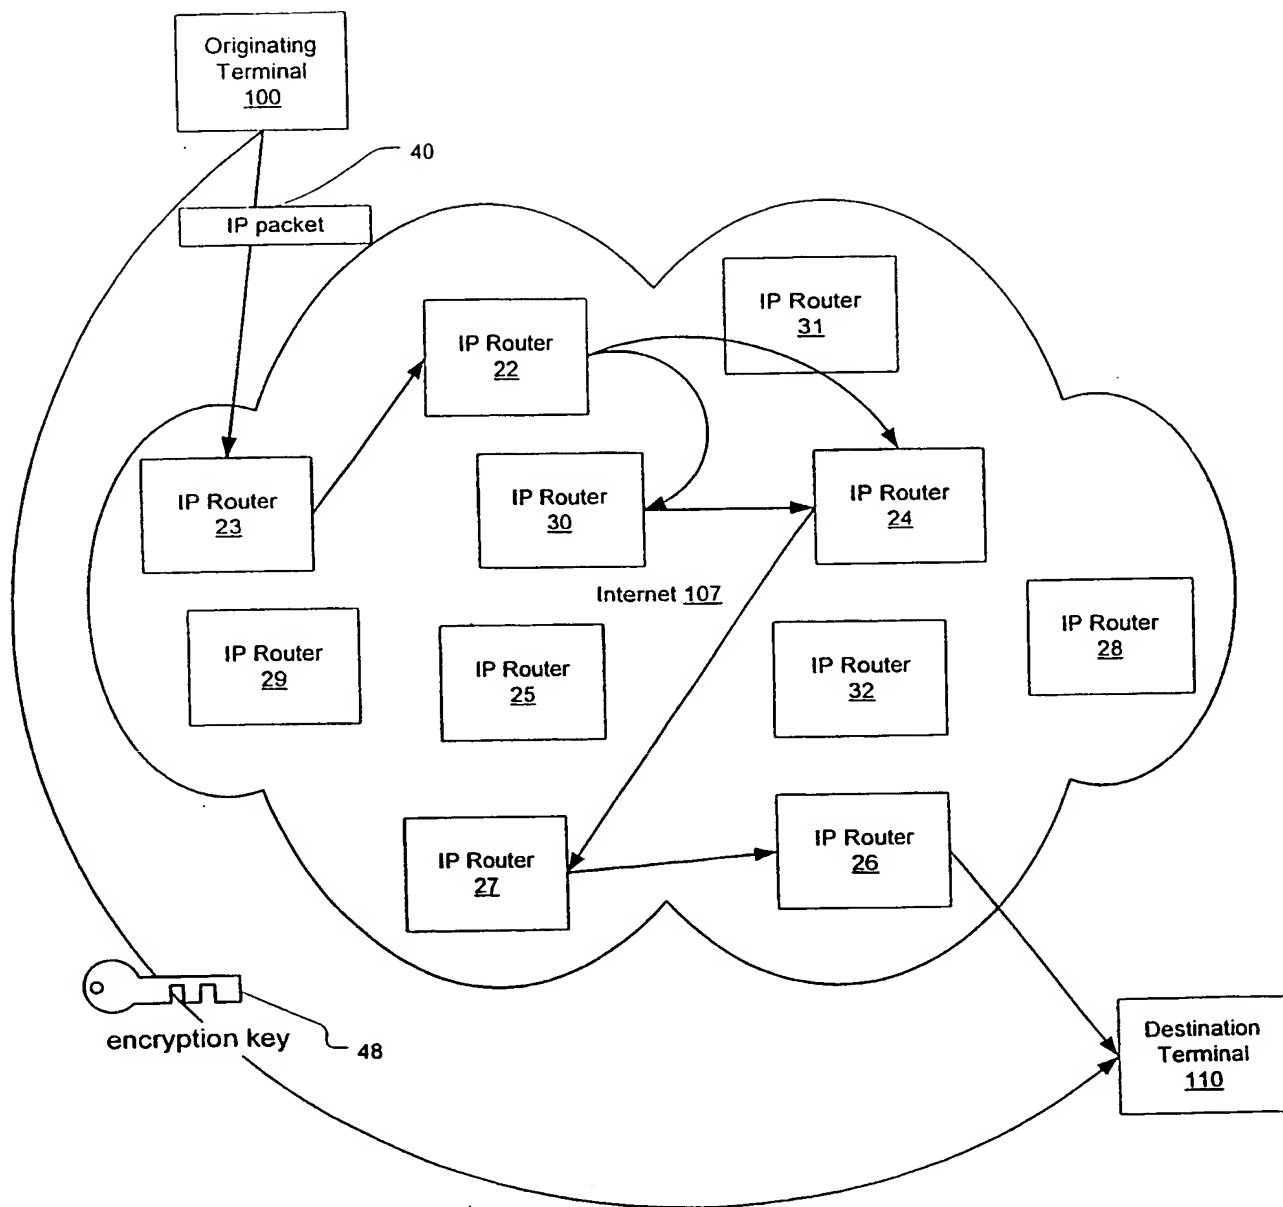 Originating
Terminal
100
40
IP packet
IP Router
31
IP Router
22
IP Router
23
IP Router
30
IP Router
24
Internet 107
IP Router
29
IP Router
25
IP Router
32
IP Router
28
IP Router
27
IP Router
26
encryption key
48
Destination
Terminal
110